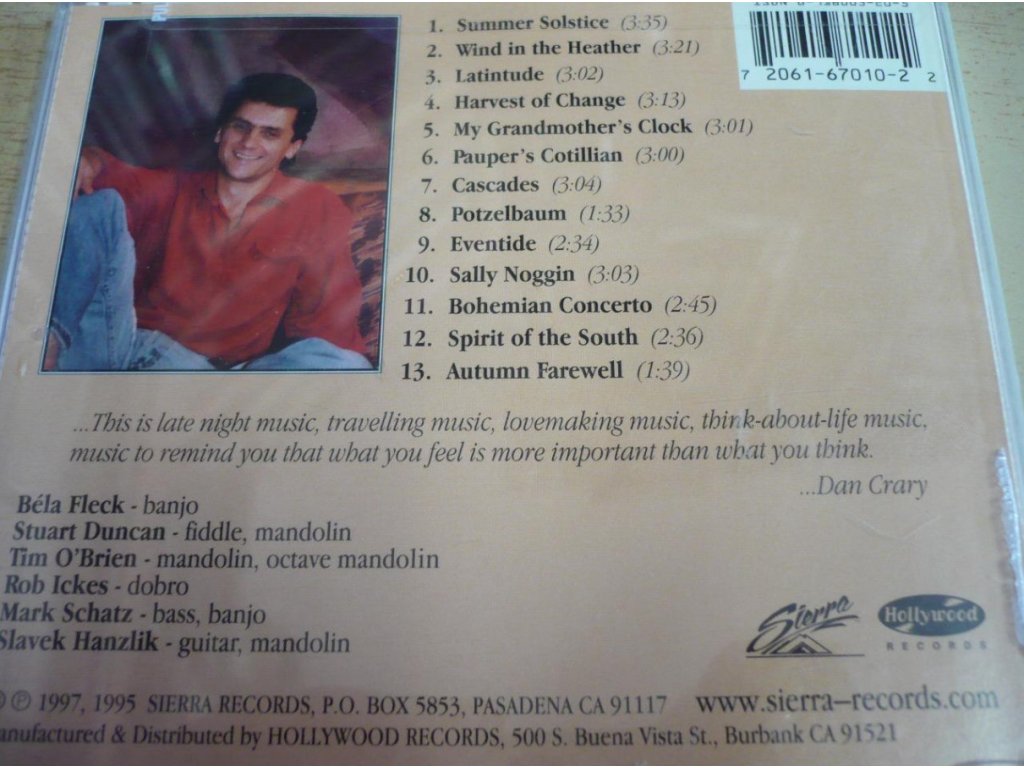 7 2061-67010-2 2
1. Summer Solstice (3:35)
2. Wind in the Heather (3:21)
3. Latintude (3:02)
4. Harvest of Change (3:13)
5. My Grandmother's Clock (3:01)
6. Pauper's Cotillian (3:00)
7. Cascades (3:04)
8. Potzelbaum (1:33)
9. Eventide (2:34)
10. Sally Noggin (3:03)
11. Bohemian Concerto (2:45)
12. Spirit of the South (2:36)
13. Autumn Farewell (1:39)
...This is late night music, travelling music, lovemaking music, think-about-life music,
music to remind you that what you feel is more important than what you think.
...Dan Crary
Béla Fleck - banjo
Stuart Duncan - fiddle, mandolin
Tim O'Brien - mandolin, octave mandolin
Rob Ickes - dobro
Mark Schatz - bass, banjo
Slavek Hanzlik - guitar, mandolin
Sierra
Hollywood
RECORDS
℗ 1997, 1995 SIERRA RECORDS, P.O. BOX 5853, PASADENA CA 91117 www.sierra-records.com
anufactured & Distributed by HOLLYWOOD RECORDS, 500 S. Buena Vista St., Burbank CA 91521